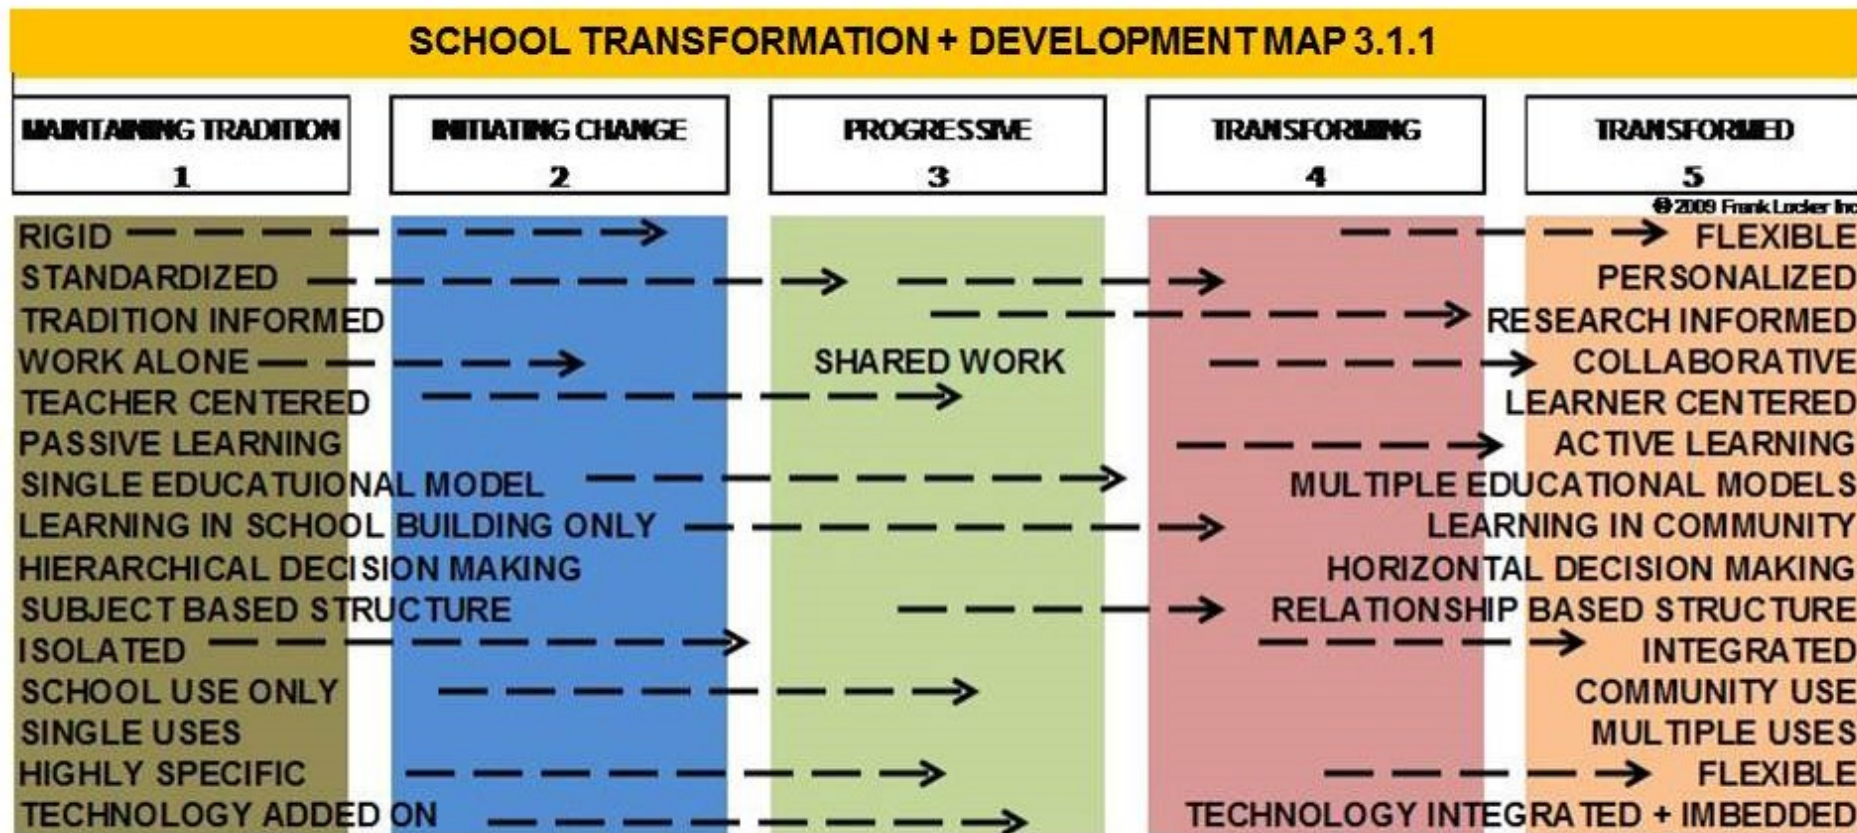 SCHOOL TRANSFORMATION + DEVELOPMENT MAP 3.1.1
MAINTAINING TRADITION
1
INITIATING CHANGE
2
PROGRESSIVE
3
TRANSFORMING
4
TRANSFORMED
5
© 2009 Frank Locker Inc
RIGID FLEXIBLE
STANDARDIZED PERSONALIZED
TRADITION INFORMED RESEARCH INFORMED
WORK ALONE SHARED WORK COLLABORATIVE
TEACHER CENTERED LEARNER CENTERED
PASSIVE LEARNING ACTIVE LEARNING
SINGLE EDUCATUIONAL MODEL MULTIPLE EDUCATIONAL MODELS
LEARNING IN SCHOOL BUILDING ONLY LEARNING IN COMMUNITY
HIERARCHICAL DECISION MAKING HORIZONTAL DECISION MAKING
SUBJECT BASED STRUCTURE RELATIONSHIP BASED STRUCTURE
ISOLATED INTEGRATED
SCHOOL USE ONLY COMMUNITY USE
SINGLE USES MULTIPLE USES
HIGHLY SPECIFIC FLEXIBLE
TECHNOLOGY ADDED ON TECHNOLOGY INTEGRATED + IMBEDDED